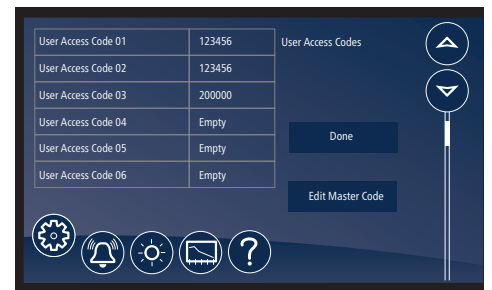 User Access Code 01 123456 User Access Codes
User Access Code 02 123456
User Access Code 03 200000
User Access Code 04 Empty
User Access Code 05 Empty
User Access Code 06 Empty
Done
Edit Master Code
?